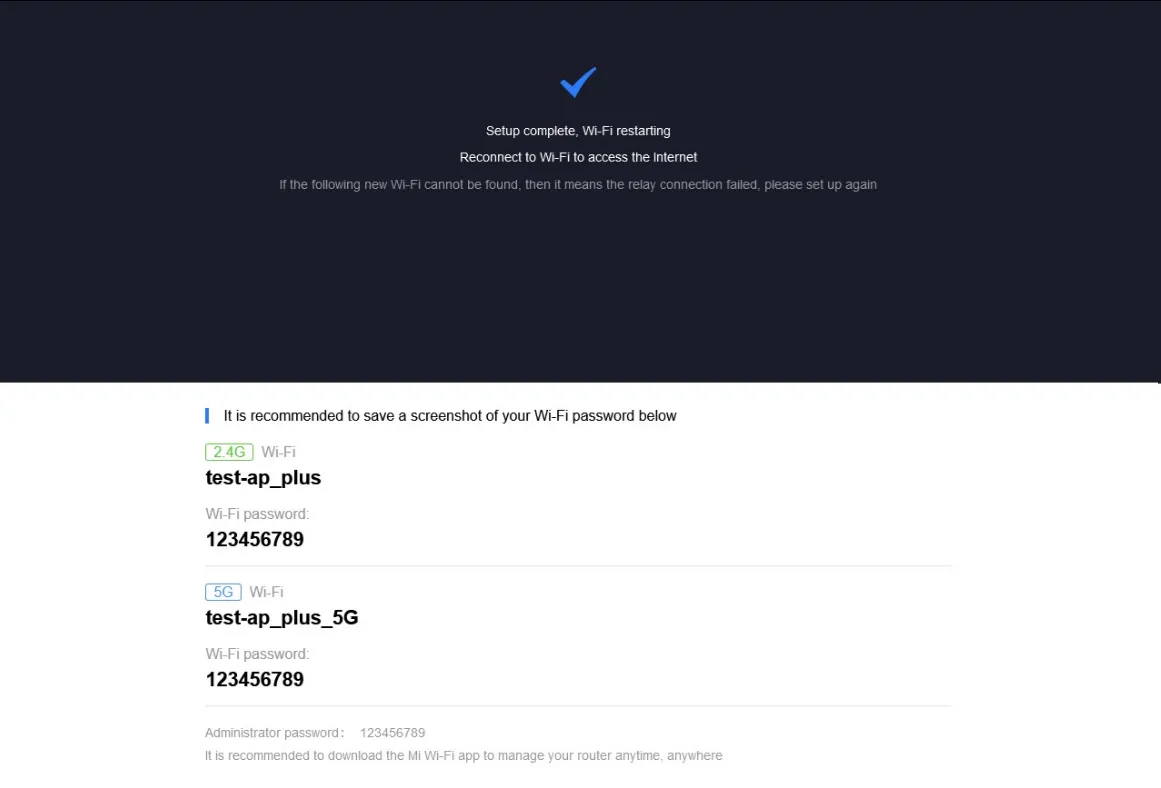 Setup complete, Wi-Fi restarting
Reconnect to Wi-Fi to access the Internet
If the following new Wi-Fi cannot be found, then it means the relay connection failed, please set up again
It is recommended to save a screenshot of your Wi-Fi password below
2.4G Wi-Fi
test-ap_plus
Wi-Fi password:
123456789
5G Wi-Fi
test-ap_plus_5G
Wi-Fi password:
123456789
Administrator password： 123456789
It is recommended to download the Mi Wi-Fi app to manage your router anytime, anywhere